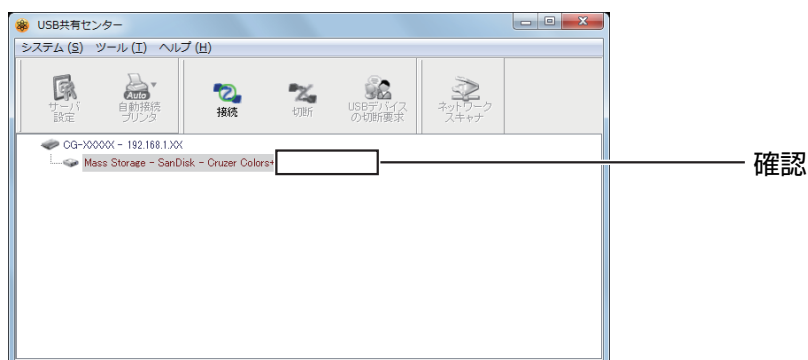 USB共有センター
システム (S) ツール (T) ヘルプ (H)
サーバ
設定
Auto
自動接続
プリンタ
接続
切断
USBデバイス
の切断要求
ネットワーク
スキャナ
CG-XXXXX - 192.168.1.XX
Mass Storage - SanDisk - Cruzer Colors+
確認